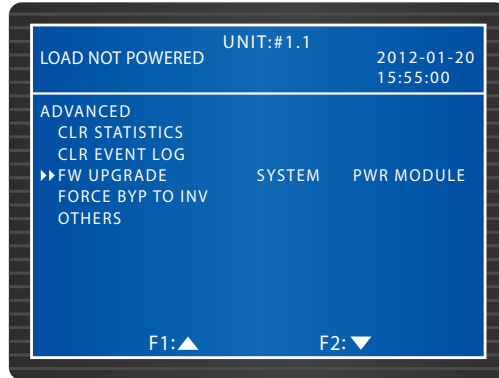 UNIT:#1.1
LOAD NOT POWERED 2012-01-20
15:55:00
ADVANCED
CLR STATISTICS
CLR EVENT LOG
FW UPGRADE SYSTEM PWR MODULE
FORCE BYP TO INV
OTHERS
F1: F2: